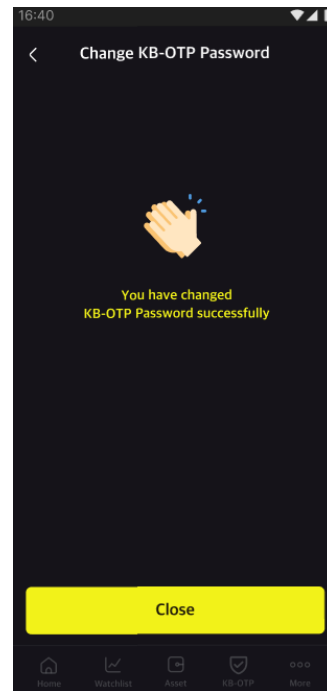 16:40
Change KB-OTP Password
You have changed
KB-OTP Password successfully
Close
Home Watchlist Asset KB-OTP More